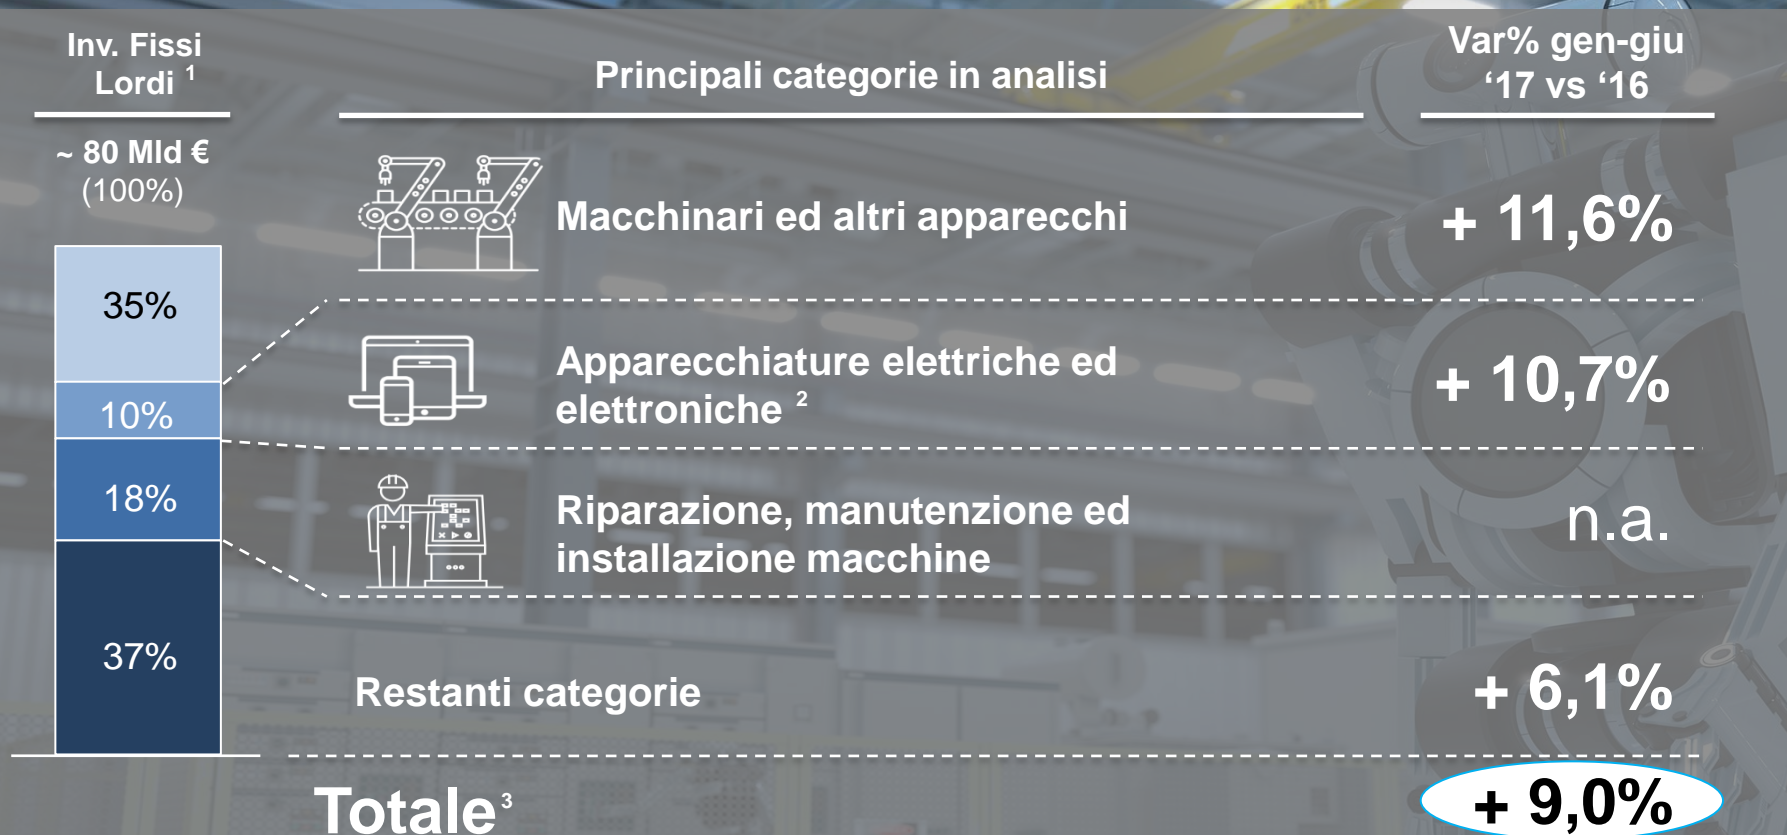 Inv. Fissi
Lordi ¹
Principali categorie in analisi
Var% gen-giu
‘17 vs ‘16
~ 80 Mld €
(100%)
35%
Macchinari ed altri apparecchi
+ 11,6%
10%
Apparecchiature elettriche ed
elettroniche ²
+ 10,7%
18%
Riparazione, manutenzione ed
installazione macchine
n.a.
37%
Restanti categorie
+ 6,1%
Totale³
+ 9,0%